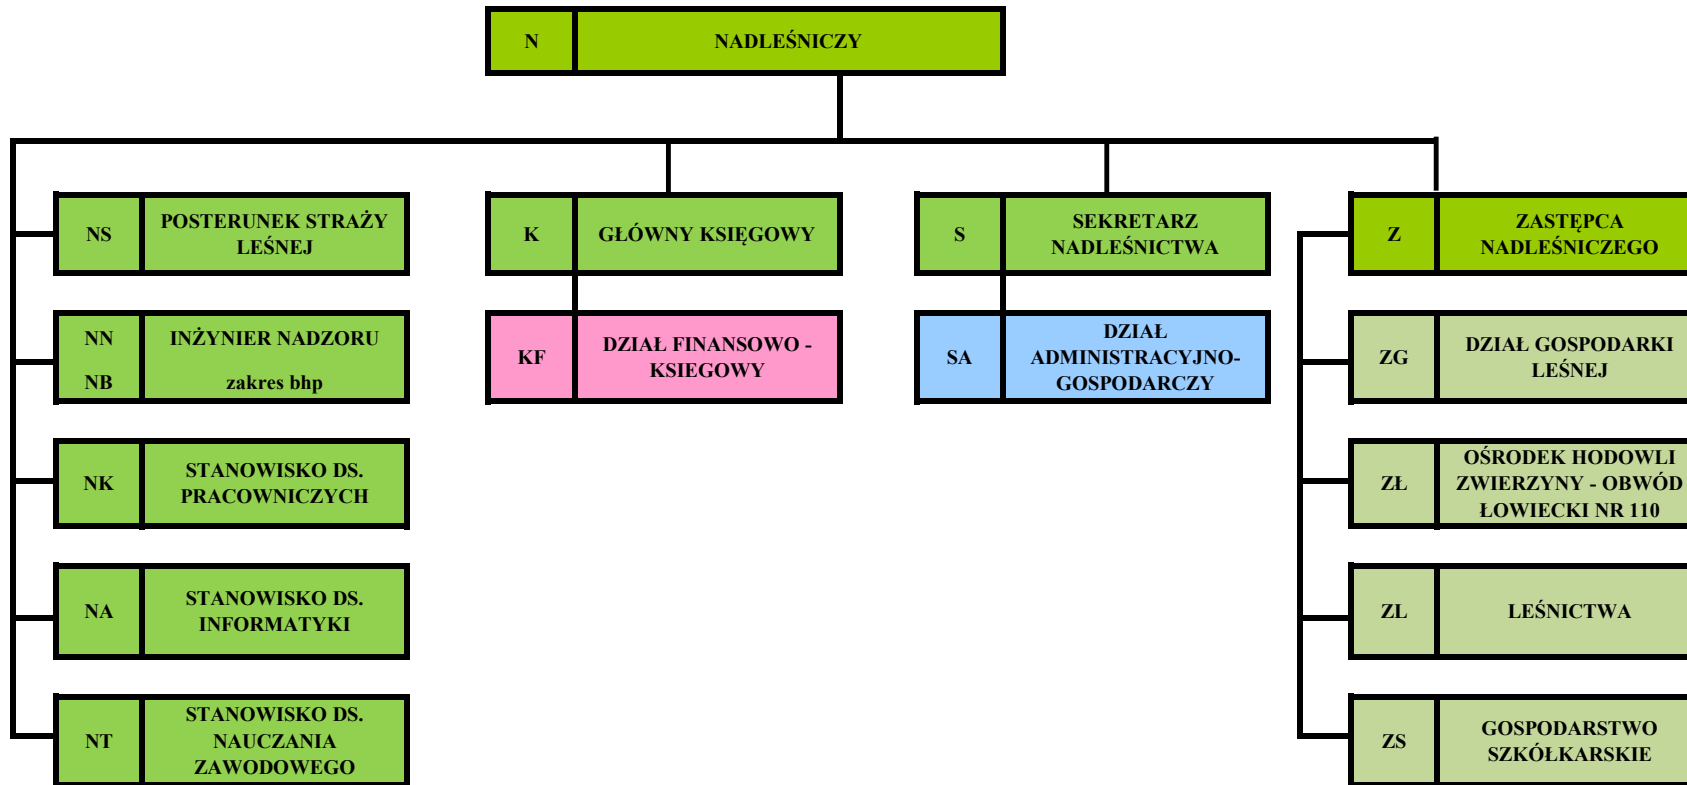 N NADLEŚNICZY
NS POSTERUNEK STRAŻY
LEŚNEJ
NN INŻYNIER NADZORU
NB zakres bhp
NK STANOWISKO DS.
PRACOWNICZYCH
NA STANOWISKO DS.
INFORMATYKI
NT STANOWISKO DS.
NAUCZANIA
ZAWODOWEGO
K GŁÓWNY KSIĘGOWY
KF DZIAŁ FINANSOWO -
KSIEGOWY
S SEKRETARZ
NADLEŚNICTWA
SA DZIAŁ
ADMINISTRACYJNO-
GOSPODARCZY
Z ZASTĘPCA
NADLEŚNICZEGO
ZG DZIAŁ GOSPODARKI
LEŚNEJ
ZŁ OŚRODEK HODOWLI
ZWIERZYNY - OBWÓD
ŁOWIECKI NR 110
ZL LEŚNICTWA
ZS GOSPODARSTWO
SZKÓŁKARSKIE